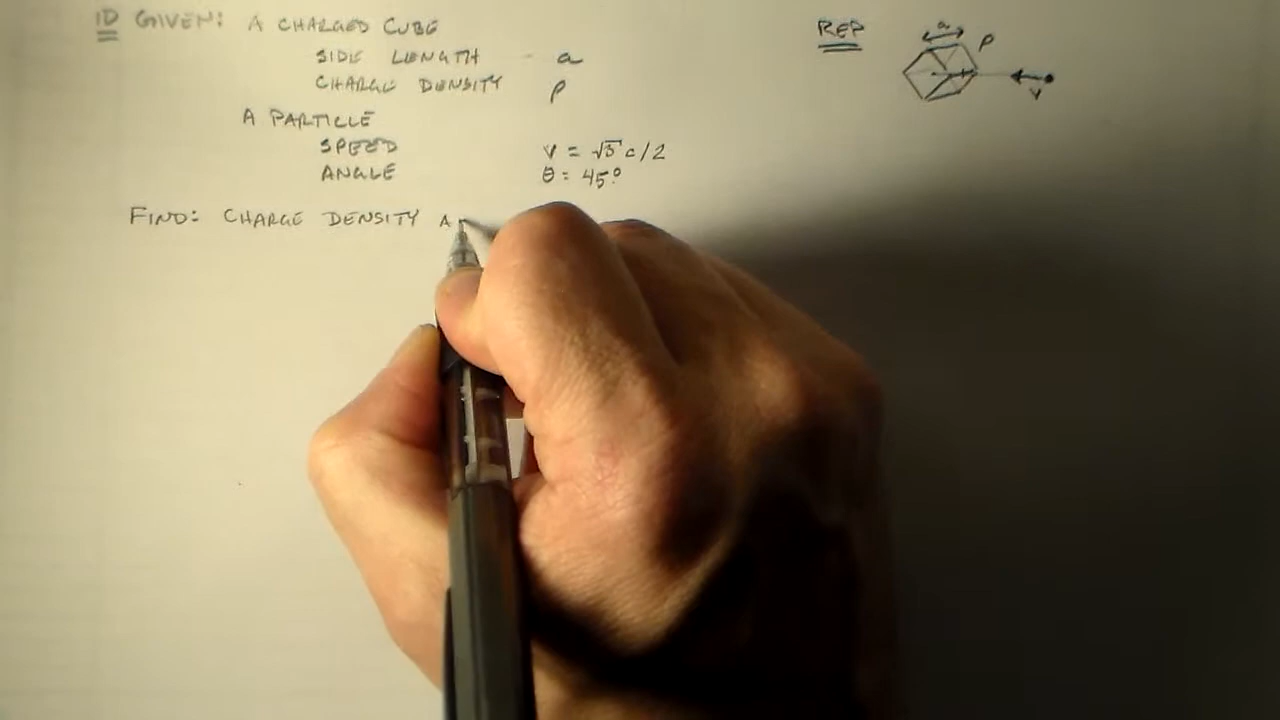 ID GIVEN: A CHARGED CUBE
SIDE LENGTH - a
CHARGE DENSITY ρ
A PARTICLE
SPEED v = √3 c/2
ANGLE θ = 45°
FIND: CHARGE DENSITY A
REP
a
ρ
v